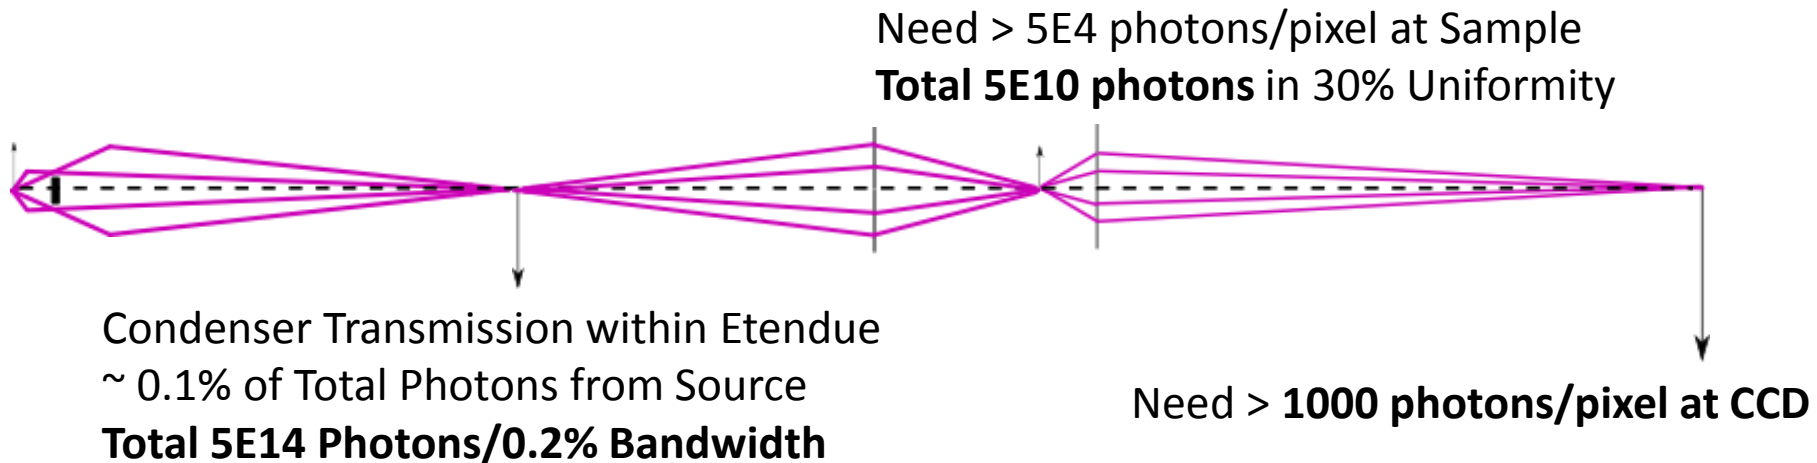 Need > 5E4 photons/pixel at Sample
Total 5E10 photons in 30% Uniformity
Condenser Transmission within Etendue
~ 0.1% of Total Photons from Source
Total 5E14 Photons/0.2% Bandwidth
Need > 1000 photons/pixel at CCD